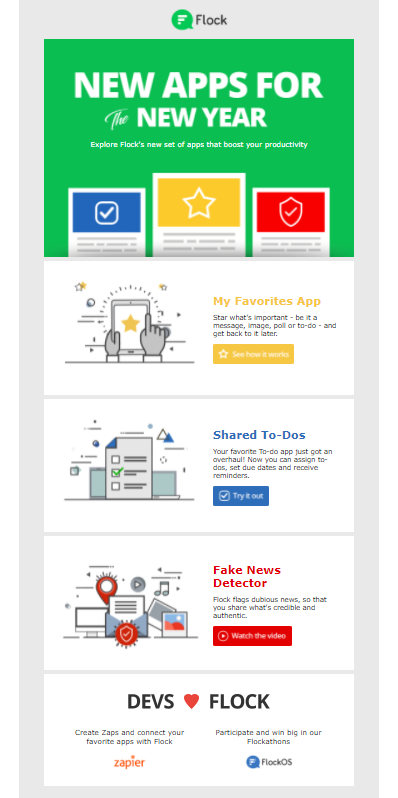 Flock
NEW APPS FOR
The NEW YEAR
Explore Flock's new set of apps that boost your productivity
My Favorites App
Star what's important - be it a
message, image, poll or to-do - and
get back to it later.
See how it works
Shared To-Dos
Your favorite To-do app just got an
overhaul! Now you can assign to-
dos, set due dates and receive
reminders.
Try it out
Fake News
Detector
Flock flags dubious news, so that
you share what's credible and
authentic.
Watch the video
DEVS FLOCK
Create Zaps and connect your
favorite apps with Flock
zapier
Participate and win big in our
Flockathons
FlockOS